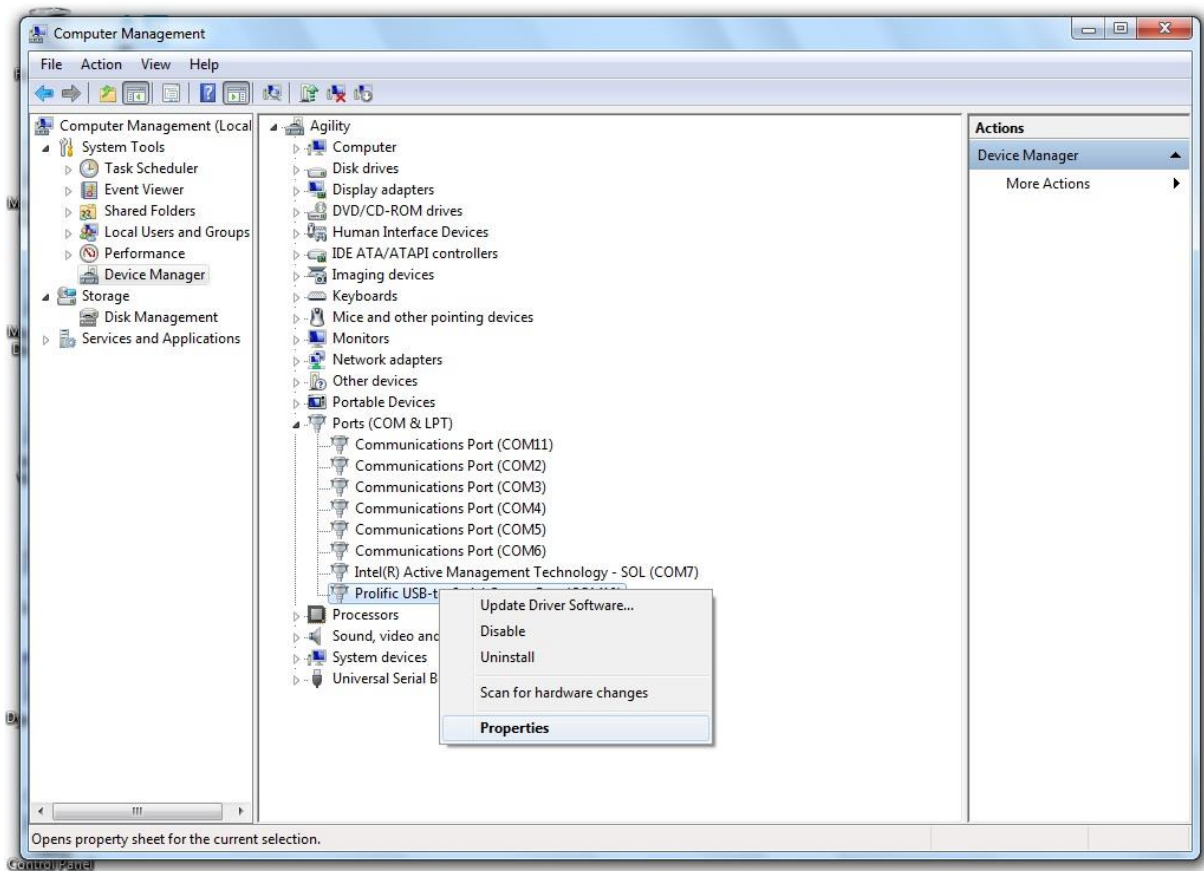 Computer Management
File Action View Help
Computer Management (Local
System Tools
Task Scheduler
Event Viewer
Shared Folders
Local Users and Groups
Performance
Device Manager
Storage
Disk Management
Services and Applications
Agility
Computer
Disk drives
Display adapters
DVD/CD-ROM drives
Human Interface Devices
IDE ATA/ATAPI controllers
Imaging devices
Keyboards
Mice and other pointing devices
Monitors
Network adapters
Other devices
Portable Devices
Ports (COM & LPT)
Communications Port (COM11)
Communications Port (COM2)
Communications Port (COM3)
Communications Port (COM4)
Communications Port (COM5)
Communications Port (COM6)
Intel(R) Active Management Technology - SOL (COM7)
Prolific USB-t
Processors
Sound, video and
System devices
Universal Serial B
Update Driver Software...
Disable
Uninstall
Scan for hardware changes
Properties
Actions
Device Manager
More Actions
Opens property sheet for the current selection.
Control Panel